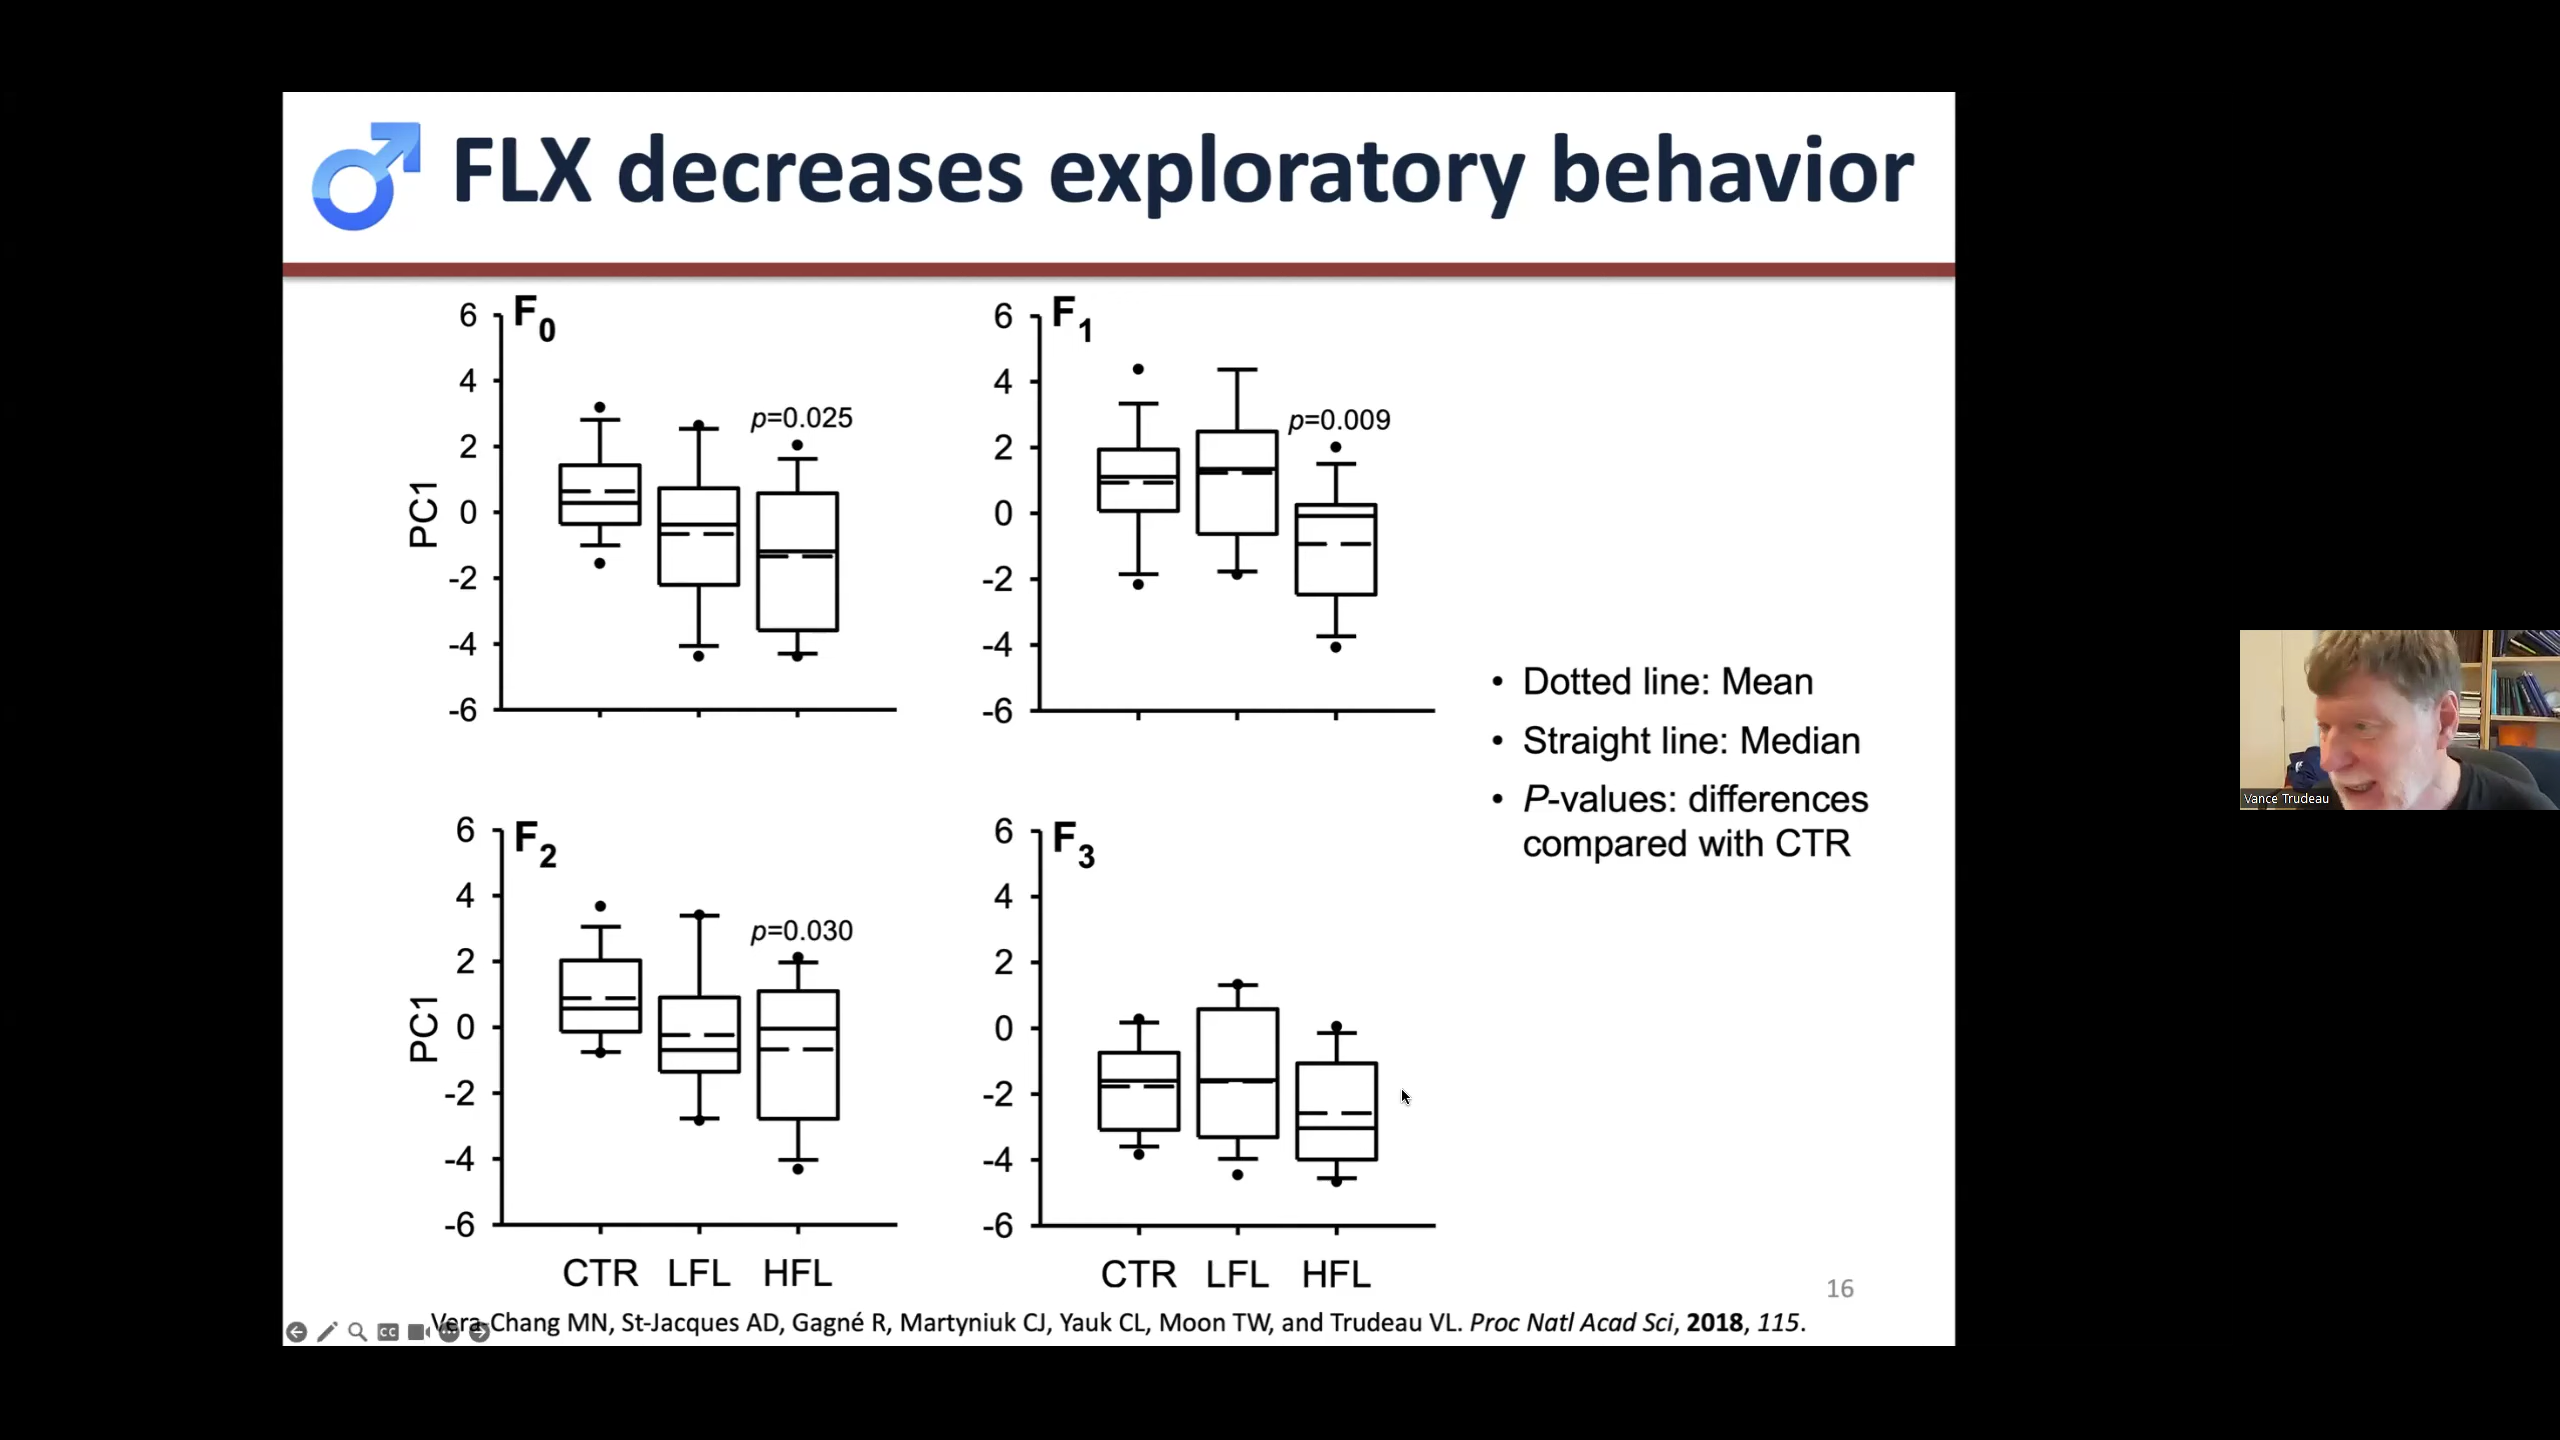 FLX decreases exploratory behavior
F0
6
4
2
0
-2
-4
-6
PC1
p=0.025
F1
6
4
2
0
-2
-4
-6
p=0.009
• Dotted line: Mean
• Straight line: Median
• P-values: differences
compared with CTR
Vance Trudeau
F2
6
4
2
0
-2
-4
-6
PC1
p=0.030
CTR LFL HFL
F3
6
4
2
0
-2
-4
-6
CTR LFL HFL
16
CC
Vera-Chang MN, St-Jacques AD, Gagné R, Martyniuk CJ, Yauk CL, Moon TW, and Trudeau VL. Proc Natl Acad Sci, 2018, 115.